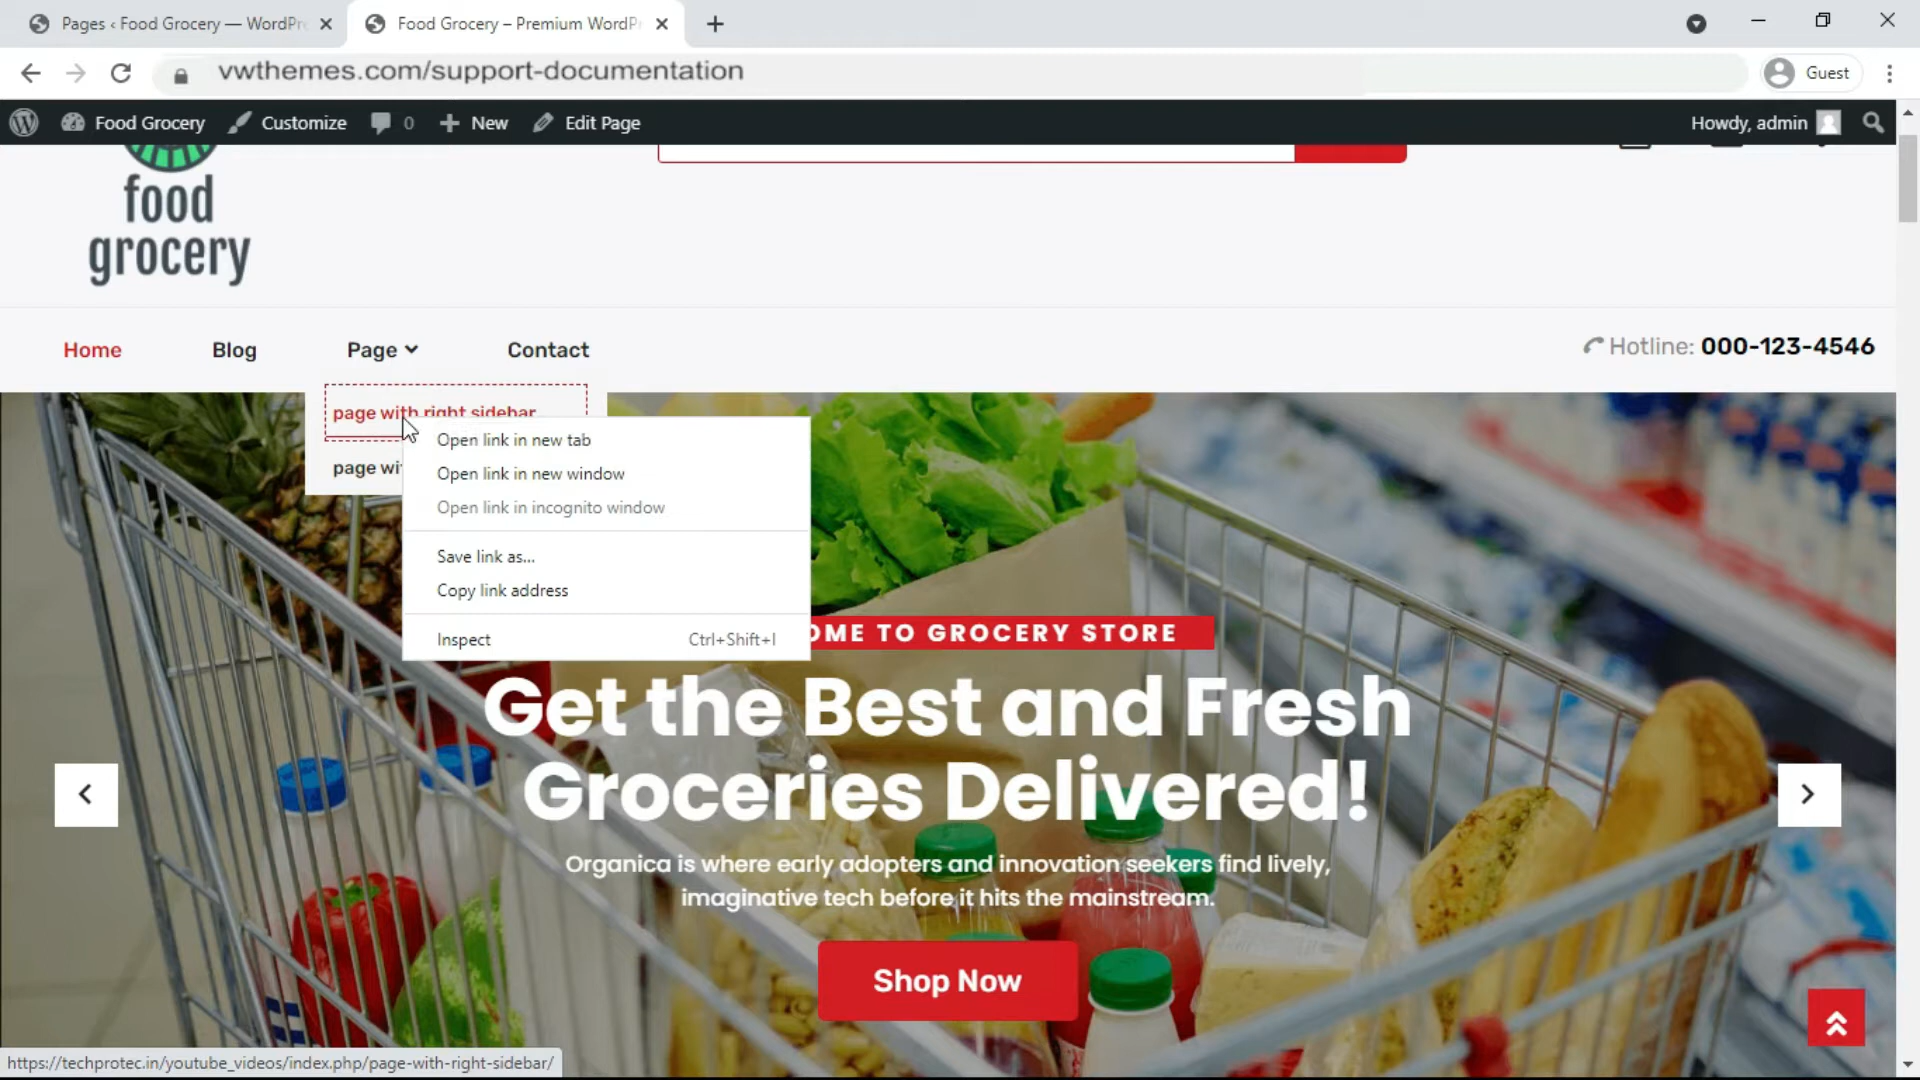 Pages ‹ Food Grocery — WordPr
Food Grocery – Premium WordP
vwthemes.com/support-documentation
Guest
Food Grocery
Customize
0
New
Edit Page
Howdy, admin
food
grocery
Home
Blog
Page
Contact
Hotline: 000-123-4546
page with right sidebar
page wi
Open link in new tab
Open link in new window
Open link in incognito window
Save link as...
Copy link address
Inspect Ctrl+Shift+I
OME TO GROCERY STORE
Get the Best and Fresh
Groceries Delivered!
Organica is where early adopters and innovation seekers find lively,
imaginative tech before it hits the mainstream.
Shop Now
https://techprotec.in/youtube_videos/index.php/page-with-right-sidebar/